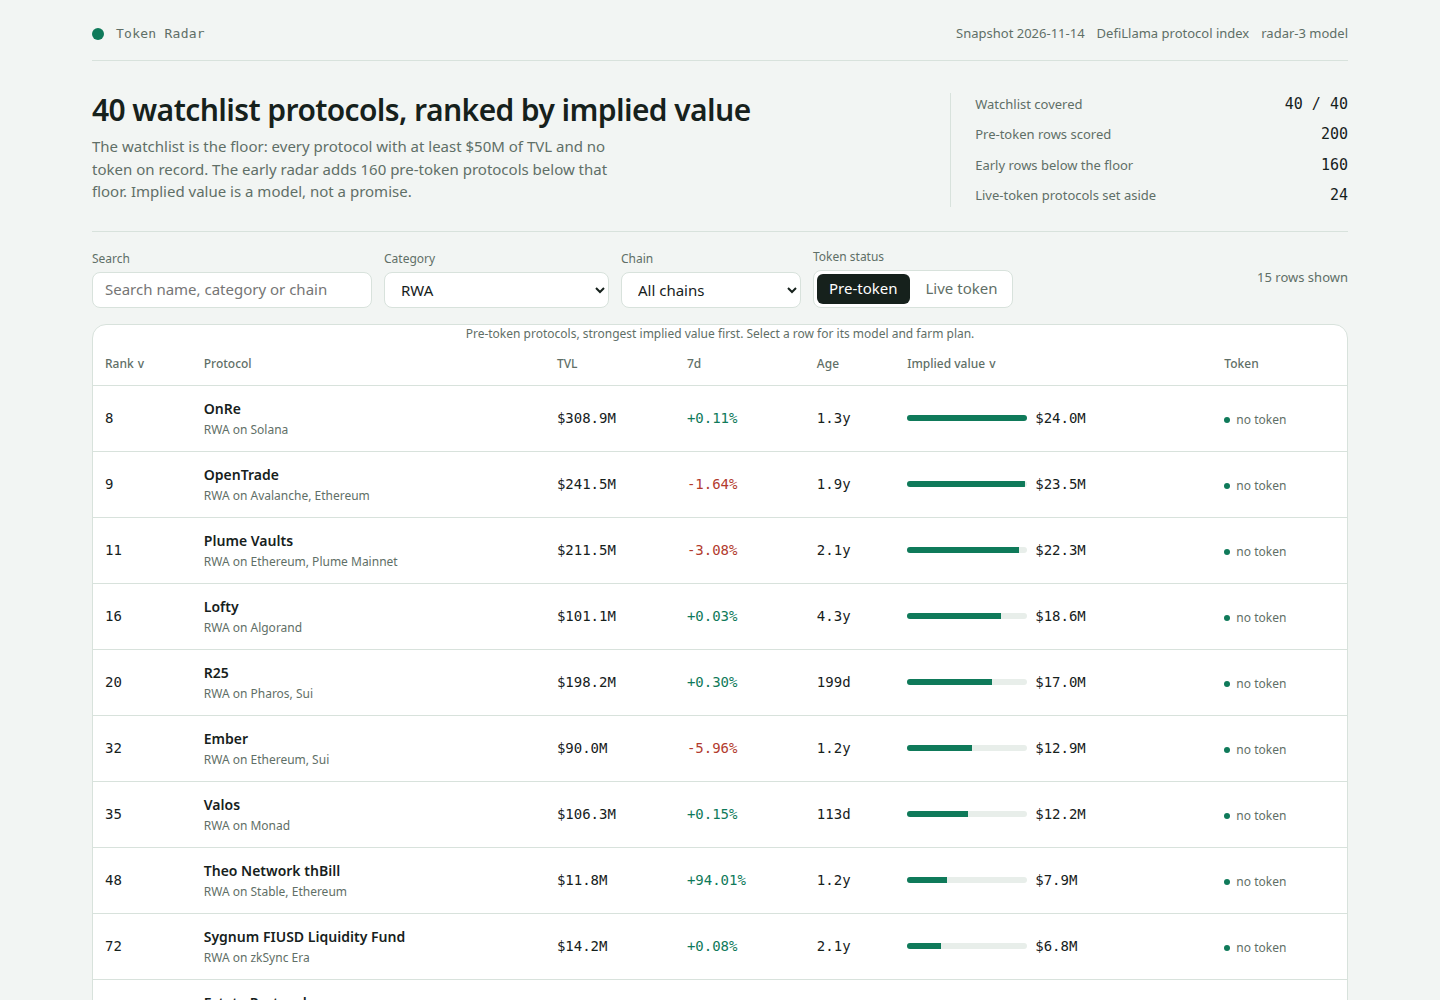 Token Radar
Snapshot 2026-11-14 DefiLlama protocol index radar-3 model
40 watchlist protocols, ranked by implied value
The watchlist is the floor: every protocol with at least $50M of TVL and no
token on record. The early radar adds 160 pre-token protocols below that
floor. Implied value is a model, not a promise.
Watchlist covered 40 / 40
Pre-token rows scored 200
Early rows below the floor 160
Live-token protocols set aside 24
Search
Search name, category or chain
Category
RWA
Chain
All chains
Token status
Pre-token Live token
15 rows shown
Pre-token protocols, strongest implied value first. Select a row for its model and farm plan.
Rank v Protocol TVL 7d Age Implied value v Token
8 OnRe $308.9M +0.11% 1.3y $24.0M no token
RWA on Solana
9 OpenTrade $241.5M -1.64% 1.9y $23.5M no token
RWA on Avalanche, Ethereum
11 Plume Vaults $211.5M -3.08% 2.1y $22.3M no token
RWA on Ethereum, Plume Mainnet
16 Lofty $101.1M +0.03% 4.3y $18.6M no token
RWA on Algorand
20 R25 $198.2M +0.30% 199d $17.0M no token
RWA on Pharos, Sui
32 Ember $90.0M -5.96% 1.2y $12.9M no token
RWA on Ethereum, Sui
35 Valos $106.3M +0.15% 113d $12.2M no token
RWA on Monad
48 Theo Network thBill $11.8M +94.01% 1.2y $7.9M no token
RWA on Stable, Ethereum
72 Sygnum FIUSD Liquidity Fund $14.2M +0.08% 2.1y $6.8M no token
RWA on zkSync Era